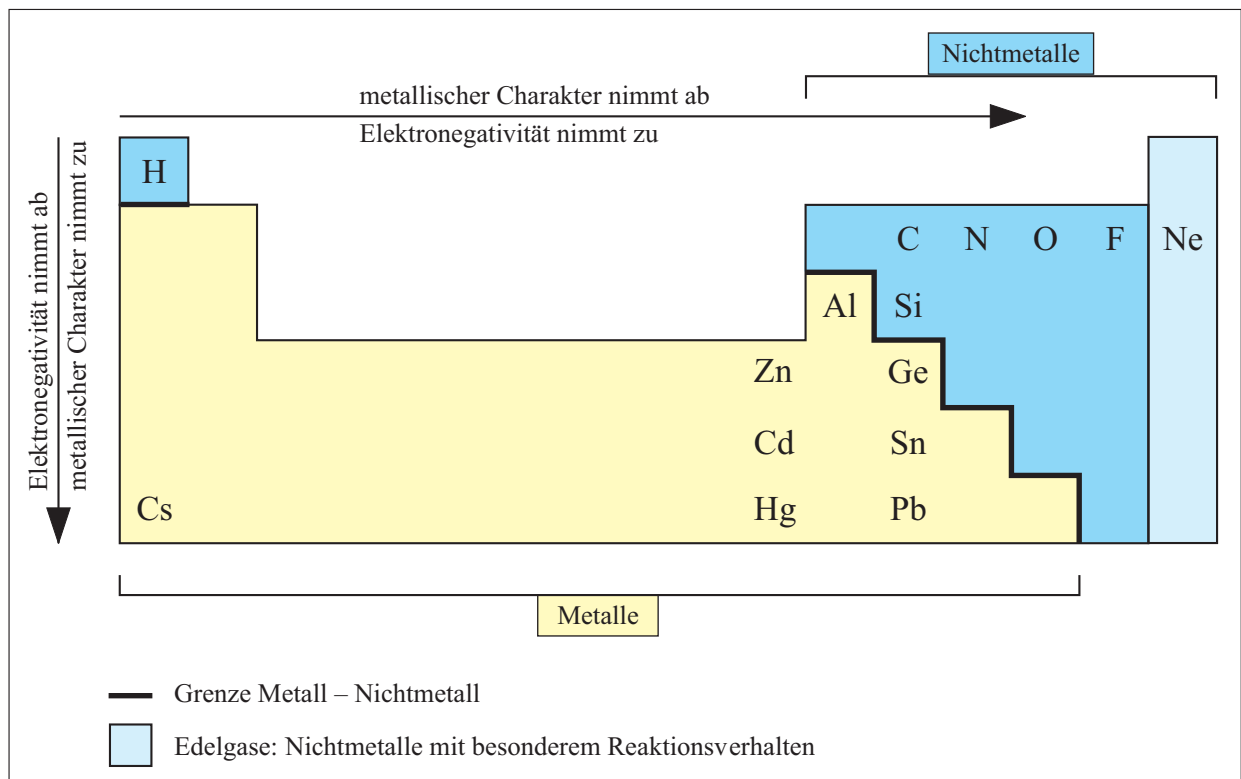 Nichtmetalle
metallischer Charakter nimmt ab
Elektronegativität nimmt zu
Elektronegativität nimmt ab
metallischer Charakter nimmt zu
H
C N O F Ne
Al Si
Zn Ge
Cd Sn
Cs Hg Pb
Metalle
Grenze Metall – Nichtmetall
Edelgase: Nichtmetalle mit besonderem Reaktionsverhalten